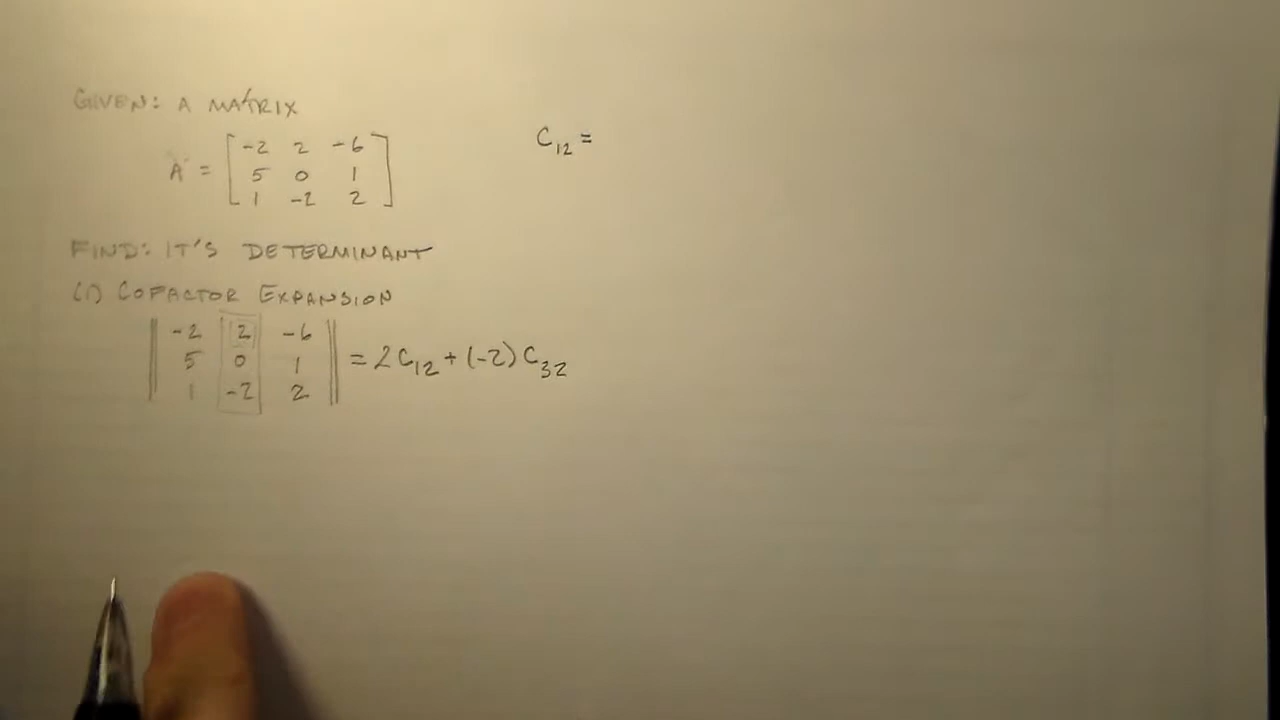 GIVEN: A MATRIX
A = [ -2 2 -6
5 0 1
1 -2 2 ]
FIND: IT'S DETERMINANT
(1) COFACTOR EXPANSION
|| -2 2 -6 ||
5 0 1 = 2C₁₂ + (-2)C₃₂
1 -2 2
C₁₂ =